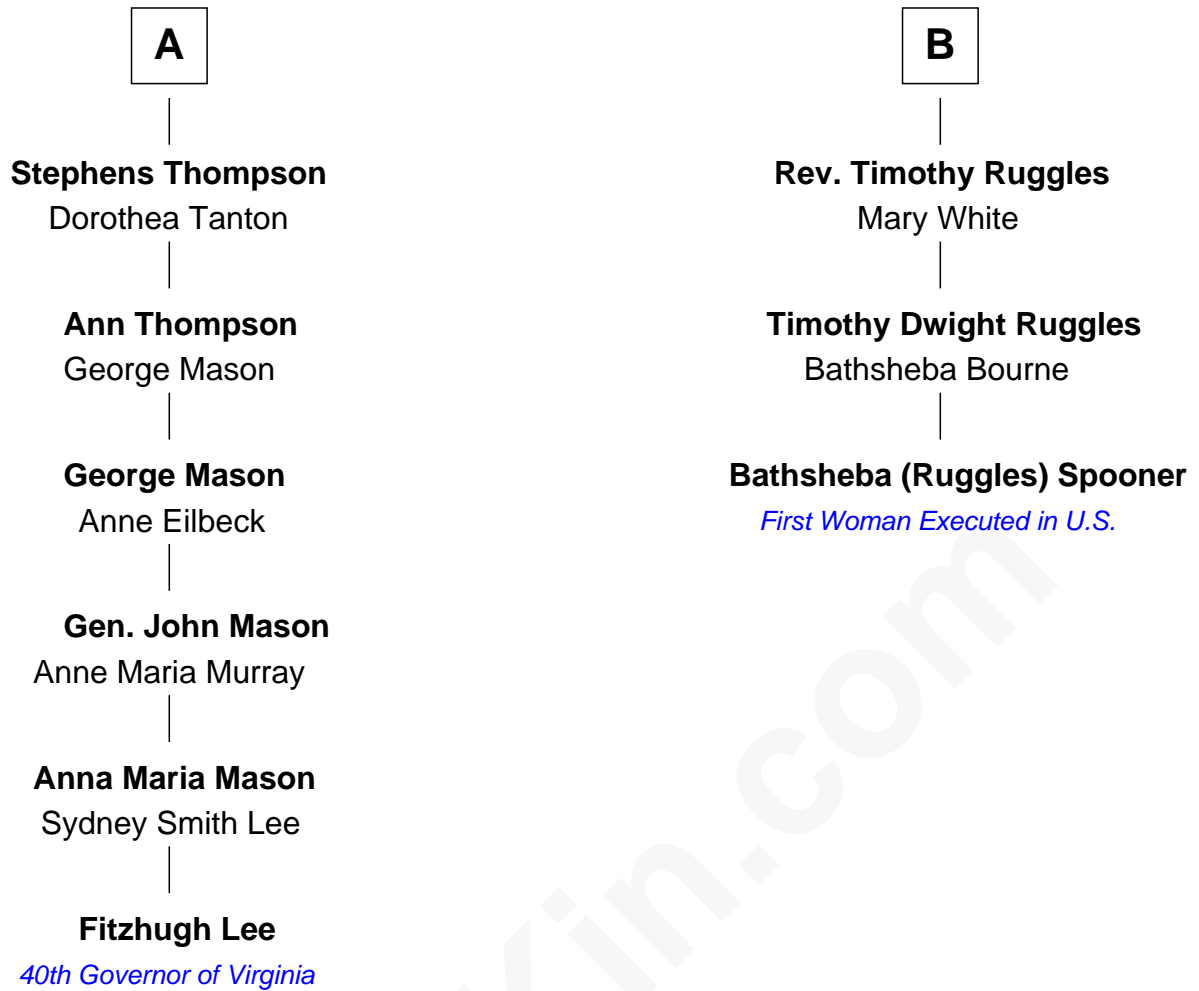 A
Stephens Thompson
Dorothea Tanton
Ann Thompson
George Mason
George Mason
Anne Eilbeck
Gen. John Mason
Anne Maria Murray
Anna Maria Mason
Sydney Smith Lee
Fitzhugh Lee
40th Governor of Virginia
B
Rev. Timothy Ruggles
Mary White
Timothy Dwight Ruggles
Bathsheba Bourne
Bathsheba (Ruggles) Spooner
First Woman Executed in U.S.
Kin.com